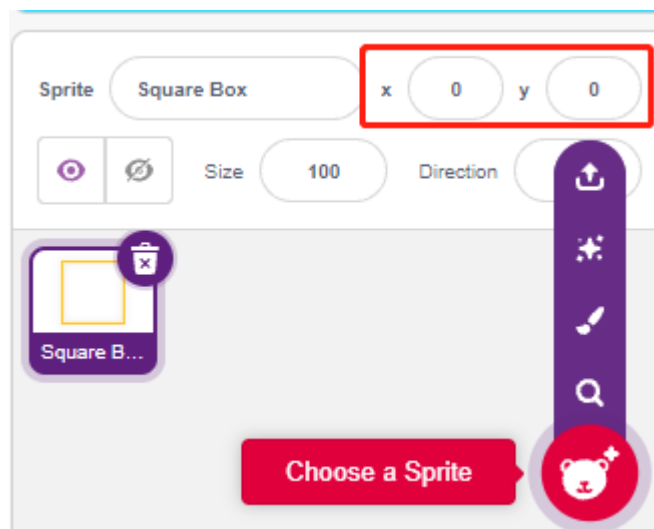 Sprite Square Box x 0 y 0
Size 100 Direction
Square B...
Choose a Sprite